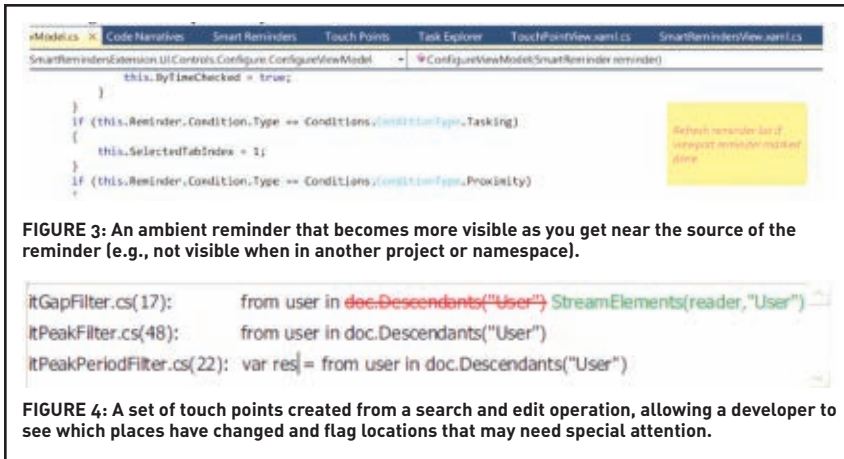 vModel.cs × Code Narratives Smart Reminders Touch Points Task Explorer TouchPointView.xaml.cs SmartRemindersView.xaml.cs
SmartRemindersExtension.UI.Controls.Configure.ConfigureViewModel ConfigureViewModel(SmartReminder reminder)
this.ByTimeChecked = true;
}
}
if (this.Reminder.Condition.Type == Conditions.ConditionType.Tasking)
{
this.SelectedTabIndex = 1;
}
if (this.Reminder.Condition.Type == Conditions.ConditionType.Proximity)
Refresh reminder list if
viewport reminder marked
done
FIGURE 3: An ambient reminder that becomes more visible as you get near the source of the
reminder (e.g., not visible when in another project or namespace).
itGapFilter.cs(17): from user in doc.Descendants("User") StreamElements(reader,"User")
itPeakFilter.cs(48): from user in doc.Descendants("User")
itPeakPeriodFilter.cs(22): var res = from user in doc.Descendants("User")
FIGURE 4: A set of touch points created from a search and edit operation, allowing a developer to
see which places have changed and flag locations that may need special attention.